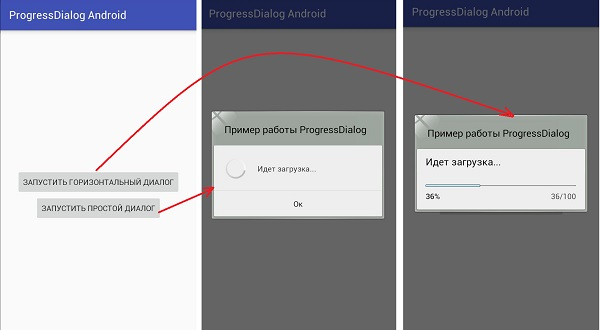 ProgressDialog Android
ЗАПУСТИТЬ ГОРИЗОНТАЛЬНЫЙ ДИАЛОГ
ЗАПУСТИТЬ ПРОСТОЙ ДИАЛОГ
ProgressDialog Android
Пример работы ProgressDialog
Идет загрузка...
Ок
ProgressDialog Android
Пример работы ProgressDialog
Идет загрузка...
36% 36/100